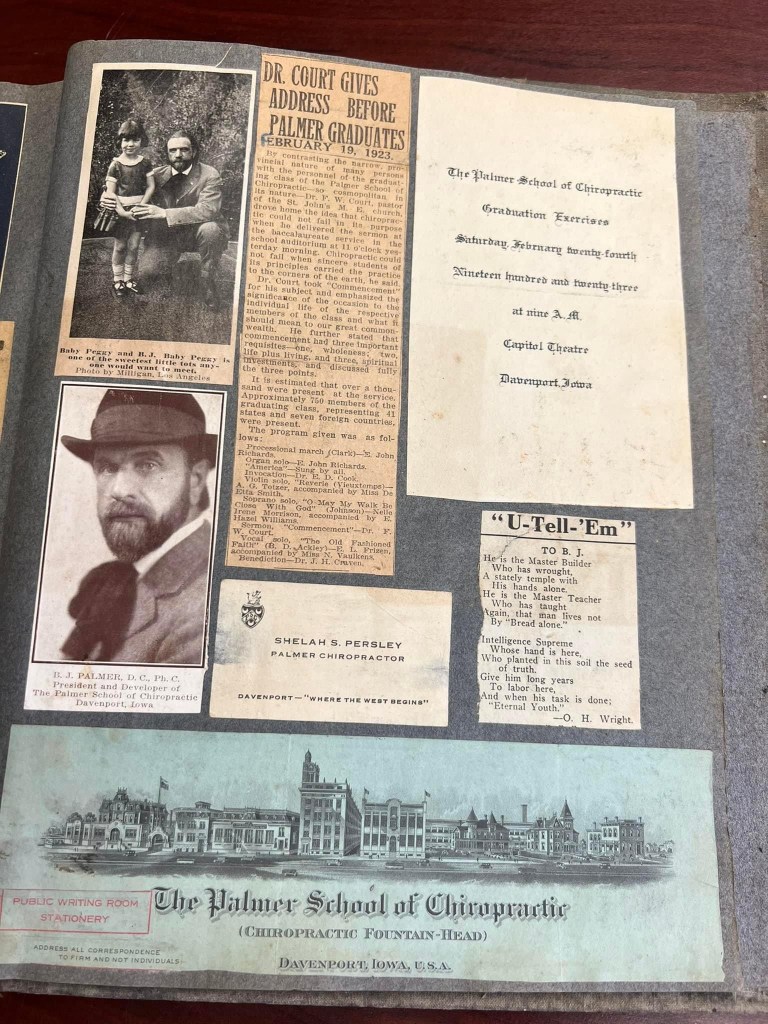 Baby Peggy and B. J. Baby Peggy is
one of the sweetest little tots any-
one would want to meet.
Photo by Milligan, Los Angeles
B. J. PALMER, D. C., Ph. C.
President and Developer of
The Palmer School of Chiropractic
Davenport, Iowa
DR. COURT GIVES
ADDRESS BEFORE
PALMER GRADUATES
FEBRUARY 19, 1923.
By contrasting the narrow, pro-
vincial nature of many persons
with the personnel of the graduat-
ing class of the Palmer School of
Chiropractic—so cosmopolitan in
its nature—Dr. F. W. Court, pastor
of the St. John's M. E. church,
drove home the idea that chiroprac-
tic could not fail in its purpose
when he delivered the sermon at
the baccalaureate service in the
school auditorium at 11 o'clock yes-
terday morning. Chiropractic could
not fail when sincere students of
its principles carried the practice
to the corners of the earth, he said.
Dr. Court took "Commencement"
for his subject and emphasized the
significance of the occasion to the
individual life of the respective
members of the class and what it
should mean to our great common-
wealth. He further stated that
commencement had three important
requisites—one, wholeness; two,
life plus living, and three, spiritual
investments, and discussed fully
the three points.
It is estimated that over a thou-
sand were present at the service.
Approximately 750 members of the
graduating class, representing 41
states and seven foreign countries,
were present.
The program given was as fol-
lows:
Processional march (Clark)—E. John
Richards.
Organ solo—E. John Richards.
"America"—Sung by all.
Invocation—Dr. E. D. Cook.
Violin solo, "Reverie (Vieuxtemps)—
A. G. Totzer, accompanied by Miss De
Etta Smith.
Soprano solo, "O May My Walk Be
Close With God" (Johnson)—Nelle
Irene Morrison, accompanied by E.
Hazel Williams.
Sermon, "Commencement"—Dr. F.
W. Court.
Vocal solo, "The Old Fashioned
Faith" (B. D. Ackley)—E. L. Frizen,
accompanied by Miss N. Vaulkens.
Benediction—Dr. J. H. Craven.
The Palmer School of Chiropractic
Graduation Exercises
Saturday, February twenty-fourth
Nineteen hundred and twenty-three
at nine A. M.
Capitol Theatre
Davenport, Iowa
SHELAH S. PERSLEY
PALMER CHIROPRACTOR
DAVENPORT—"WHERE THE WEST BEGINS"
"U-Tell-'Em"
TO B. J.
He is the Master Builder
Who has wrought,
A stately temple with
His hands alone.
He is the Master Teacher
Who has taught
Again, that man lives not
By "Bread alone."
Intelligence Supreme
Whose hand is here,
Who planted in this soil the seed
of truth.
Give him long years
To labor here,
And when his task is done;
"Eternal Youth."
—O. H. Wright.
PUBLIC WRITING ROOM
STATIONERY
The Palmer School of Chiropractic
(CHIROPRACTIC FOUNTAIN-HEAD)
ADDRESS ALL CORRESPONDENCE
TO FIRM AND NOT INDIVIDUALS.
DAVENPORT, IOWA, U.S.A.